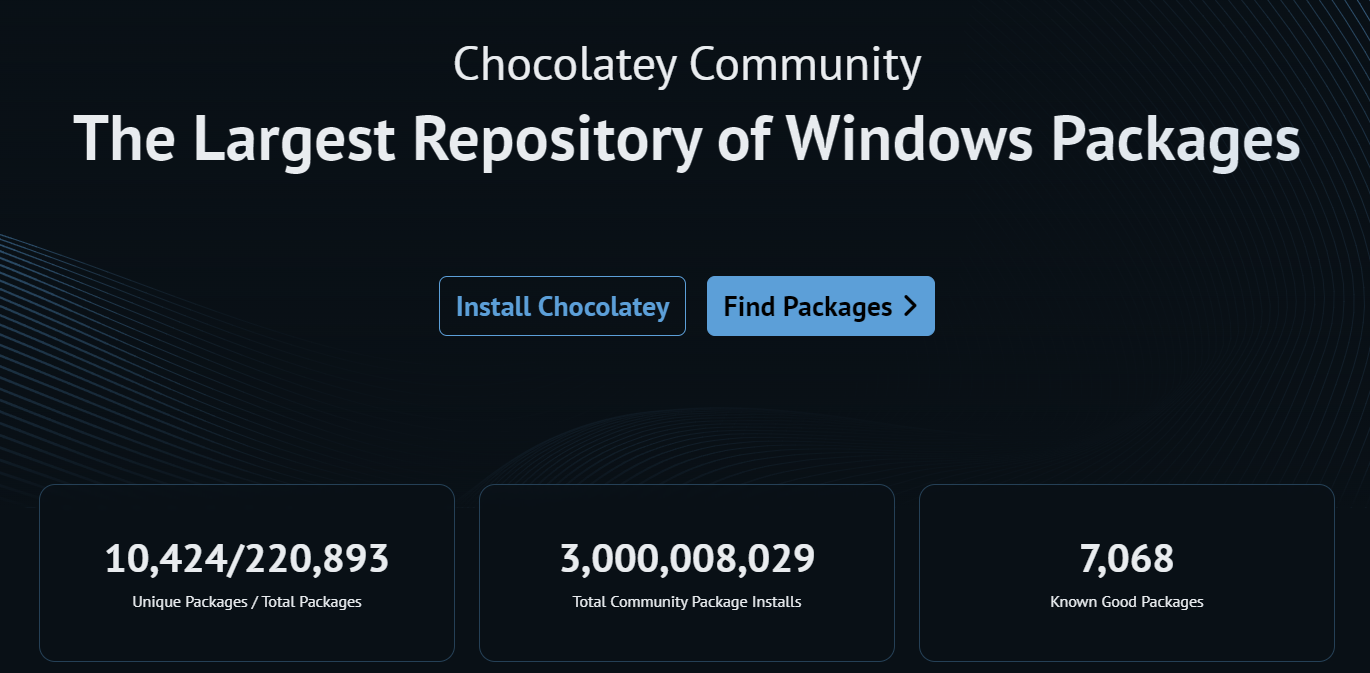 Chocolatey Community
The Largest Repository of Windows Packages
Install Chocolatey
Find Packages
10,424/220,893
Unique Packages / Total Packages
3,000,008,029
Total Community Package Installs
7,068
Known Good Packages